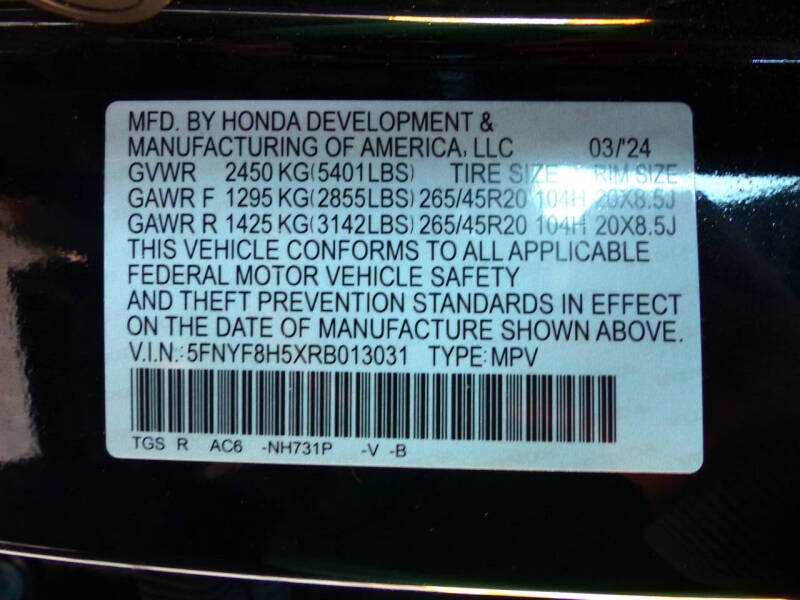 MFD. BY HONDA DEVELOPMENT &
MANUFACTURING OF AMERICA, LLC 03/'24
GVWR 2450 KG(5401LBS) TIRE SIZE RIM SIZE
GAWR F 1295 KG(2855LBS) 265/45R20 104H 20X8.5J
GAWR R 1425 KG(3142LBS) 265/45R20 104H 20X8.5J
THIS VEHICLE CONFORMS TO ALL APPLICABLE
FEDERAL MOTOR VEHICLE SAFETY
AND THEFT PREVENTION STANDARDS IN EFFECT
ON THE DATE OF MANUFACTURE SHOWN ABOVE.
V.I.N.:5FNYF8H5XRB013031 TYPE:MPV
TGS R AC6 -NH731P -V -B